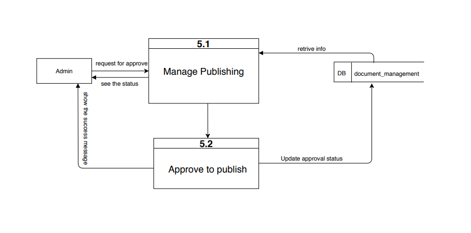 5.1
retrive info
request for approve
Admin
Manage Publishing
DB
document_management
see the status
show the success message
5.2
Update approval status
Approve to publish